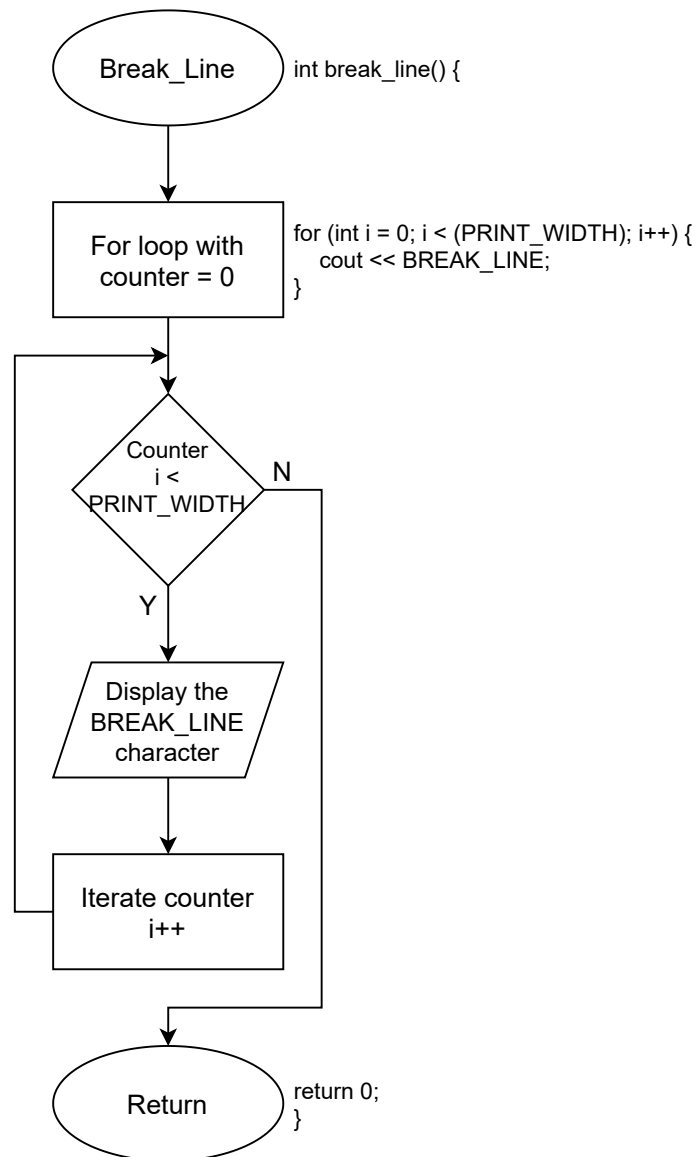 Break_Line
int break_line() {
For loop with
counter = 0
for (int i = 0; i < (PRINT_WIDTH); i++) {
cout << BREAK_LINE;
}
Counter
i <
PRINT_WIDTH
N
Y
Display the
BREAK_LINE
character
Iterate counter
i++
Return
return 0;
}